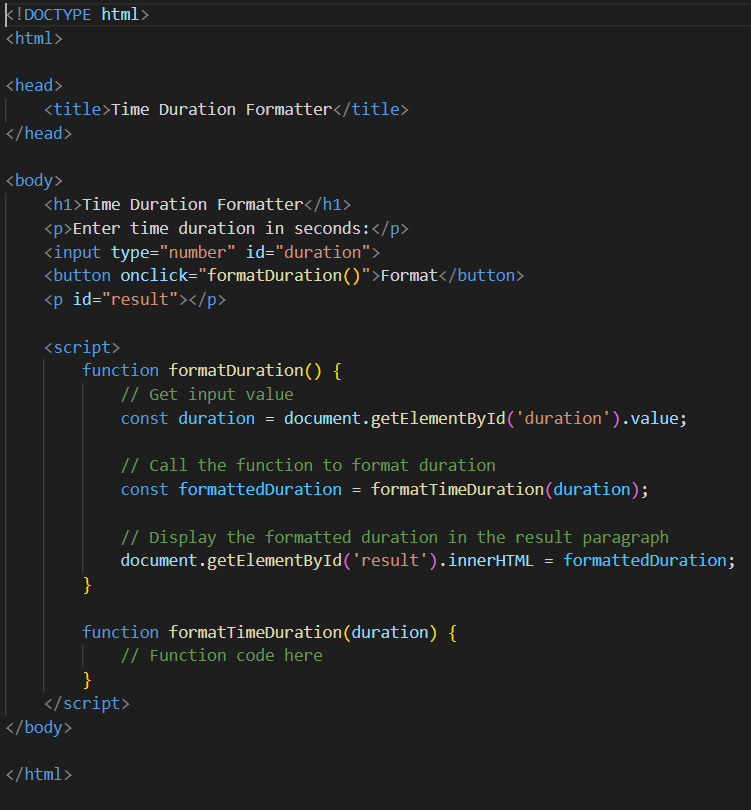 <!DOCTYPE html>
<html>

<head>
    <title>Time Duration Formatter</title>
</head>

<body>
    <h1>Time Duration Formatter</h1>
    <p>Enter time duration in seconds:</p>
    <input type="number" id="duration">
    <button onclick="formatDuration()">Format</button>
    <p id="result"></p>

    <script>
        function formatDuration() {
            // Get input value
            const duration = document.getElementById('duration').value;

            // Call the function to format duration
            const formattedDuration = formatTimeDuration(duration);

            // Display the formatted duration in the result paragraph
            document.getElementById('result').innerHTML = formattedDuration;
        }

        function formatTimeDuration(duration) {
            // Function code here
        }
    </script>
</body>

</html>